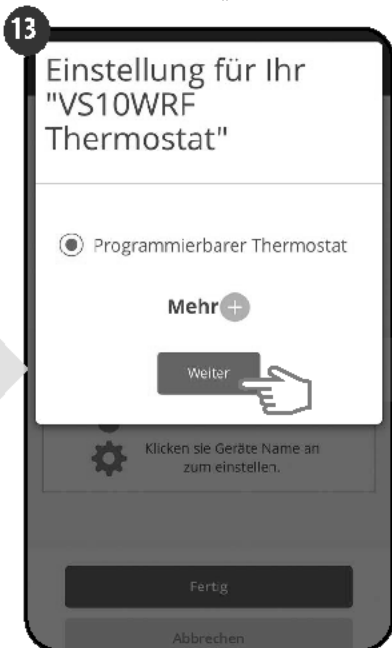 13
Einstellung für Ihr
"VS10WRF
Thermostat"
Programmierbarer Thermostat
Mehr +
Weiter
Klicken sie Geräte Name an
zum einstellen.
Fertig
Abbrechen